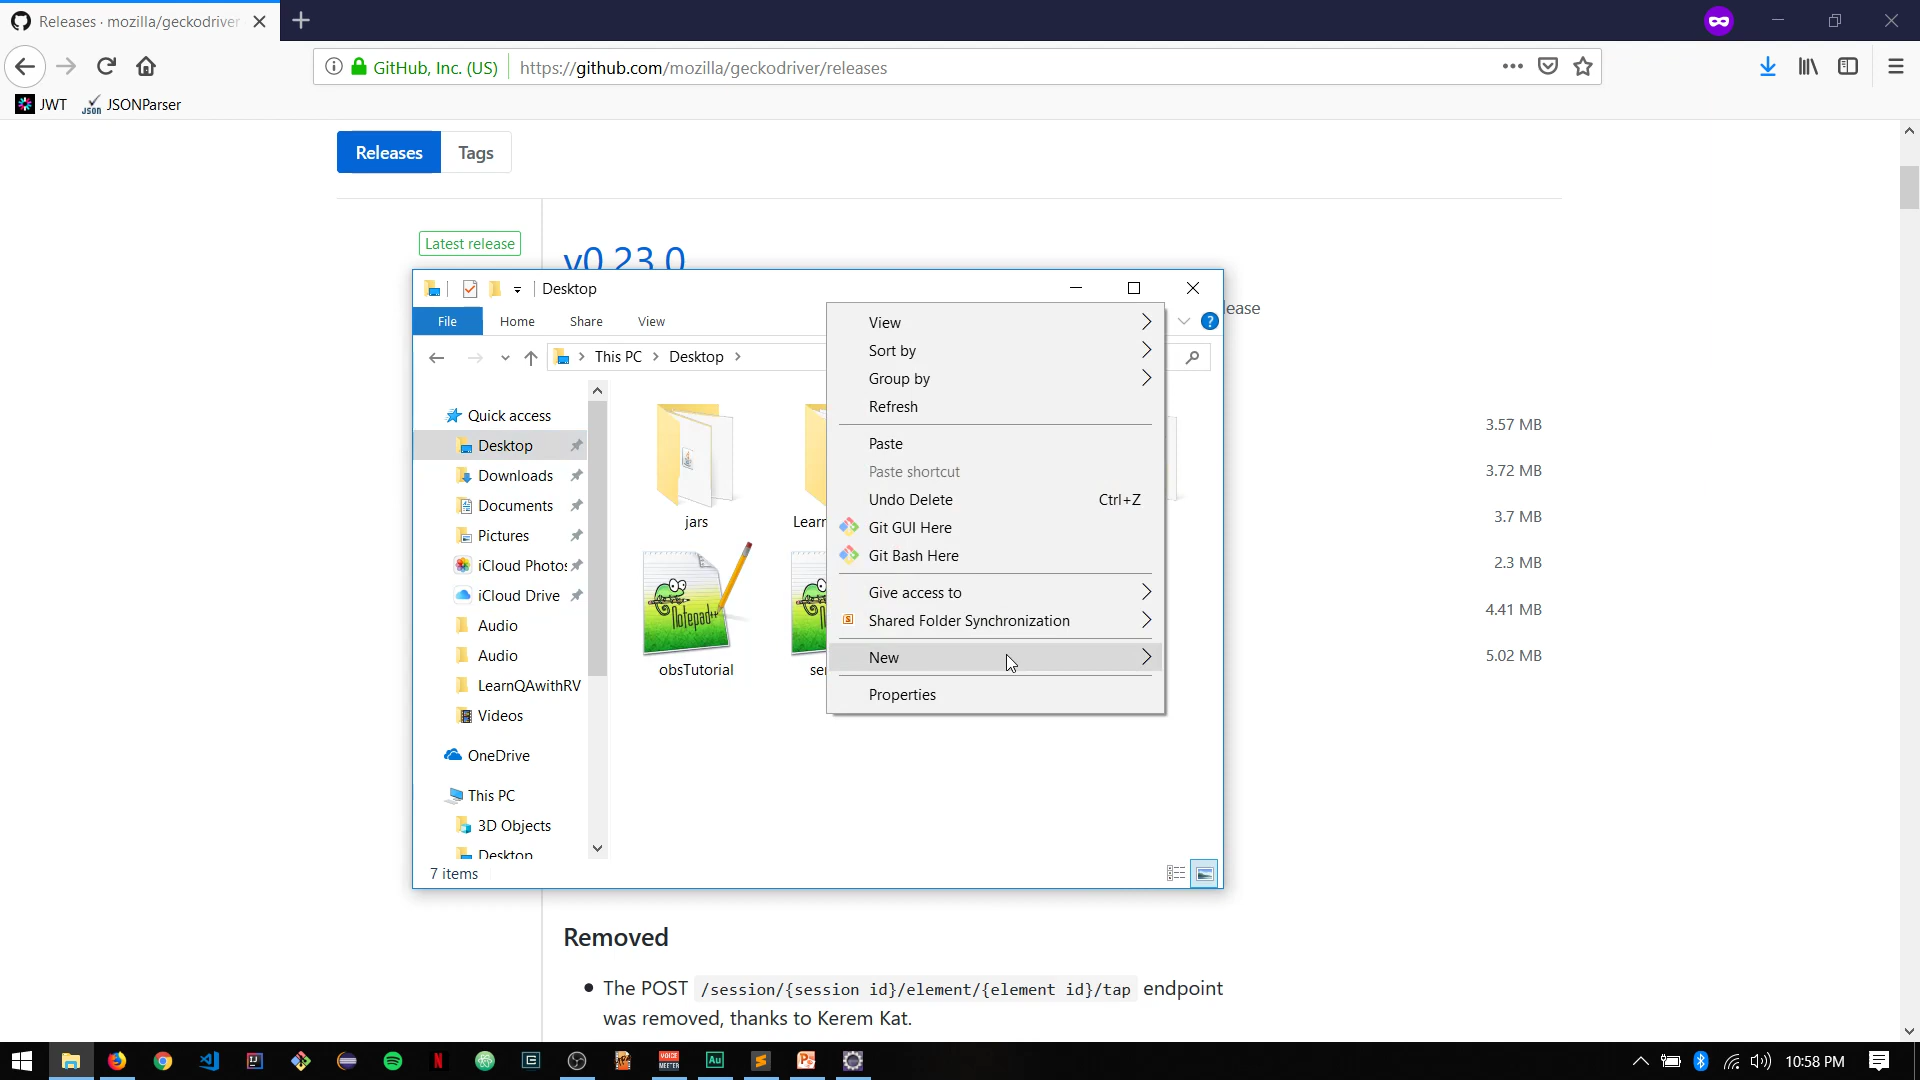 Releases · mozilla/geckodriver
GitHub, Inc. (US)
https://github.com/mozilla/geckodriver/releases
JWT
JSONParser
Releases
Tags
Latest release
v0.23.0
Desktop
File
Home
Share
View
This PC
Desktop
Quick access
Desktop
Downloads
Documents
Pictures
iCloud Photos
iCloud Drive
Audio
Audio
LearnQAwithRV
Videos
OneDrive
This PC
3D Objects
Desktop
7 items
jars
Learn
Notepad++
obsTutorial
View
Sort by
Group by
Refresh
Paste
Paste shortcut
Undo Delete Ctrl+Z
Git GUI Here
Git Bash Here
Give access to
Shared Folder Synchronization
New
Properties
lease
3.57 MB
3.72 MB
3.7 MB
2.3 MB
4.41 MB
5.02 MB
Removed
The POST /session/{session id}/element/{element id}/tap endpoint
was removed, thanks to Kerem Kat.
10:58 PM